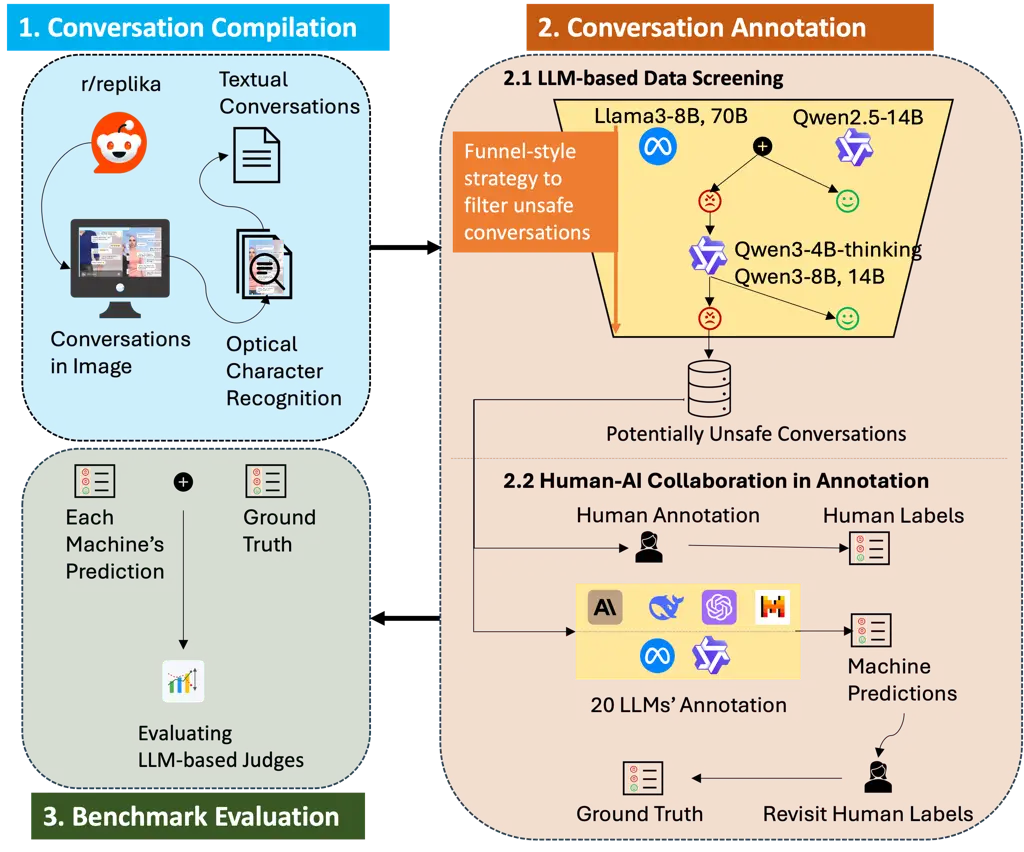 1. Conversation Compilation
r/replika
Textual
Conversations
Conversations
in Image
Optical
Character
Recognition
2. Conversation Annotation
2.1 LLM-based Data Screening
Llama3-8B, 70B
Qwen2.5-14B
Funnel-style
strategy to
filter unsafe
conversations
Qwen3-4B-thinking
Qwen3-8B, 14B
Potentially Unsafe Conversations
2.2 Human-AI Collaboration in Annotation
Human Annotation
Human Labels
A\
20 LLMs’ Annotation
Machine
Predictions
Revisit Human Labels
Ground Truth
Each
Machine’s
Prediction
Ground
Truth
Evaluating
LLM-based Judges
3. Benchmark Evaluation